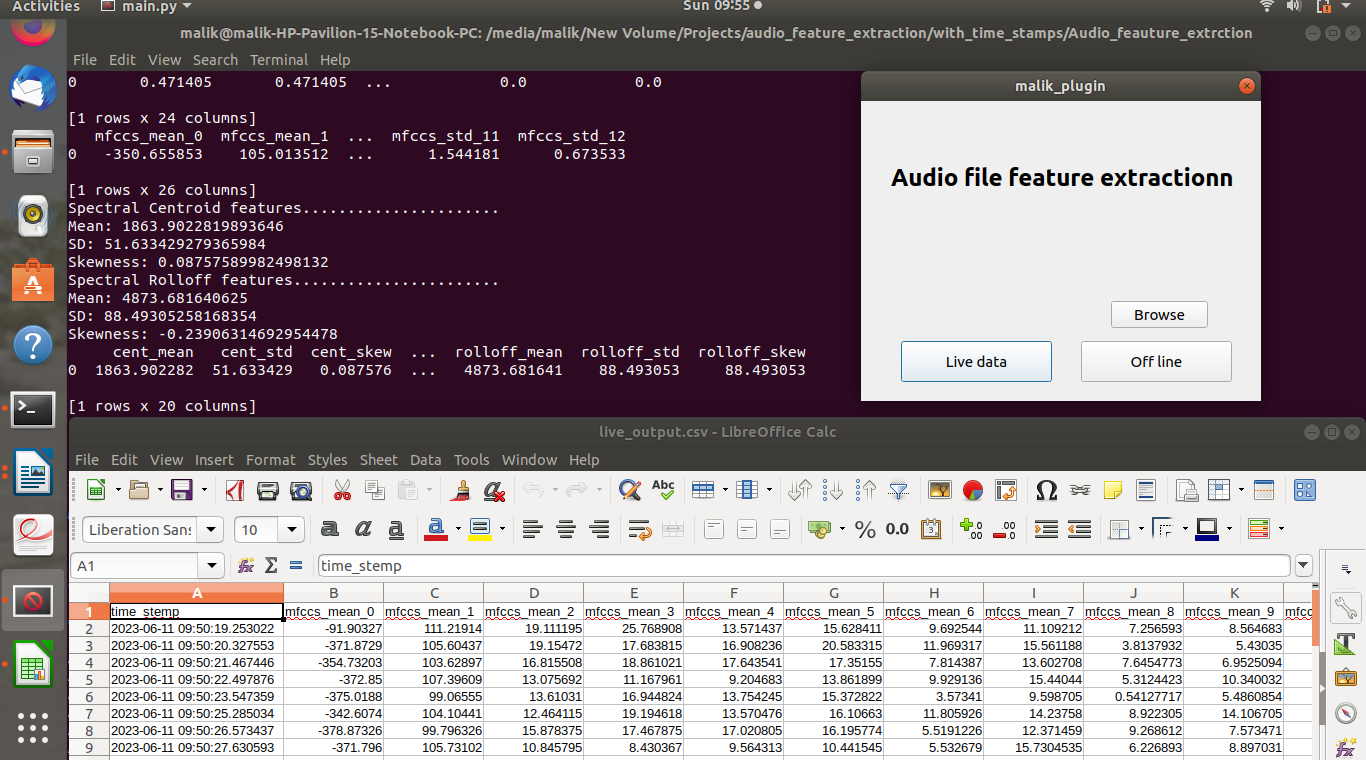 Activities main.py Sun 09:55
malik@malik-HP-Pavilion-15-Notebook-PC: /media/malik/New Volume/Projects/audio_feature_extraction/with_time_stamps/Audio_feauture_extrction
File Edit View Search Terminal Help
0 0.471405 0.471405 ... 0.0 0.0
[1 rows x 24 columns]
mfccs_mean_0 mfccs_mean_1 ... mfccs_std_11 mfccs_std_12
0 -350.655853 105.013512 ... 1.544181 0.673533
[1 rows x 26 columns]
Spectral Centroid features......................
Mean: 1863.9022819893646
SD: 51.633429279365984
Skewness: 0.08757589982498132
Spectral Rolloff features.......................
Mean: 4873.681640625
SD: 88.49305258168354
Skewness: -0.23906314692954478
cent_mean cent_std cent_skew ... rolloff_mean rolloff_std rolloff_skew
0 1863.902282 51.633429 0.087576 ... 4873.681641 88.493053 88.493053
[1 rows x 20 columns]
malik_plugin
Audio file feature extractionn
Browse
Live data Off line
live_output.csv - LibreOffice Calc
File Edit View Insert Format Styles Sheet Data Tools Window Help
Abc
Liberation Sans 10 a a a a % 0.0 .00 .00
A1 fx Σ = time_stemp
A B C D E F G H I J K
1 time_stemp mfccs_mean_0 mfccs_mean_1 mfccs_mean_2 mfccs_mean_3 mfccs_mean_4 mfccs_mean_5 mfccs_mean_6 mfccs_mean_7 mfccs_mean_8 mfccs_mean_9 mfcc
2 2023-06-11 09:50:19.253022 -91.90327 111.21914 19.111195 25.768908 13.571437 15.628411 9.692544 11.109212 7.256593 8.564683
3 2023-06-11 09:50:20.327553 -371.8729 105.60437 19.15472 17.683815 16.908236 20.583315 11.969317 15.561188 3.8137932 5.43035
4 2023-06-11 09:50:21.467446 -354.73203 103.62897 16.815508 18.861021 17.643541 17.35155 7.814387 13.602708 7.6454773 6.9525094
5 2023-06-11 09:50:22.497876 -372.85 107.39609 13.075692 11.167961 9.204683 13.861899 9.929136 15.44044 5.3124423 10.340032
6 2023-06-11 09:50:23.547359 -375.0188 99.06555 13.61031 16.944824 13.754245 15.372822 3.57341 9.598705 0.54127717 5.4860854
7 2023-06-11 09:50:25.285034 -342.6074 104.10441 12.464115 19.194618 13.570476 16.10663 11.805926 14.23758 8.922305 14.106705
8 2023-06-11 09:50:26.573437 -378.87326 99.796326 15.878375 17.467875 17.020805 16.195774 5.5191226 12.371459 9.268612 7.573471
9 2023-06-11 09:50:27.630593 -371.796 105.73102 10.845795 8.430367 9.564313 10.441545 5.532679 15.7304535 6.226893 8.897031